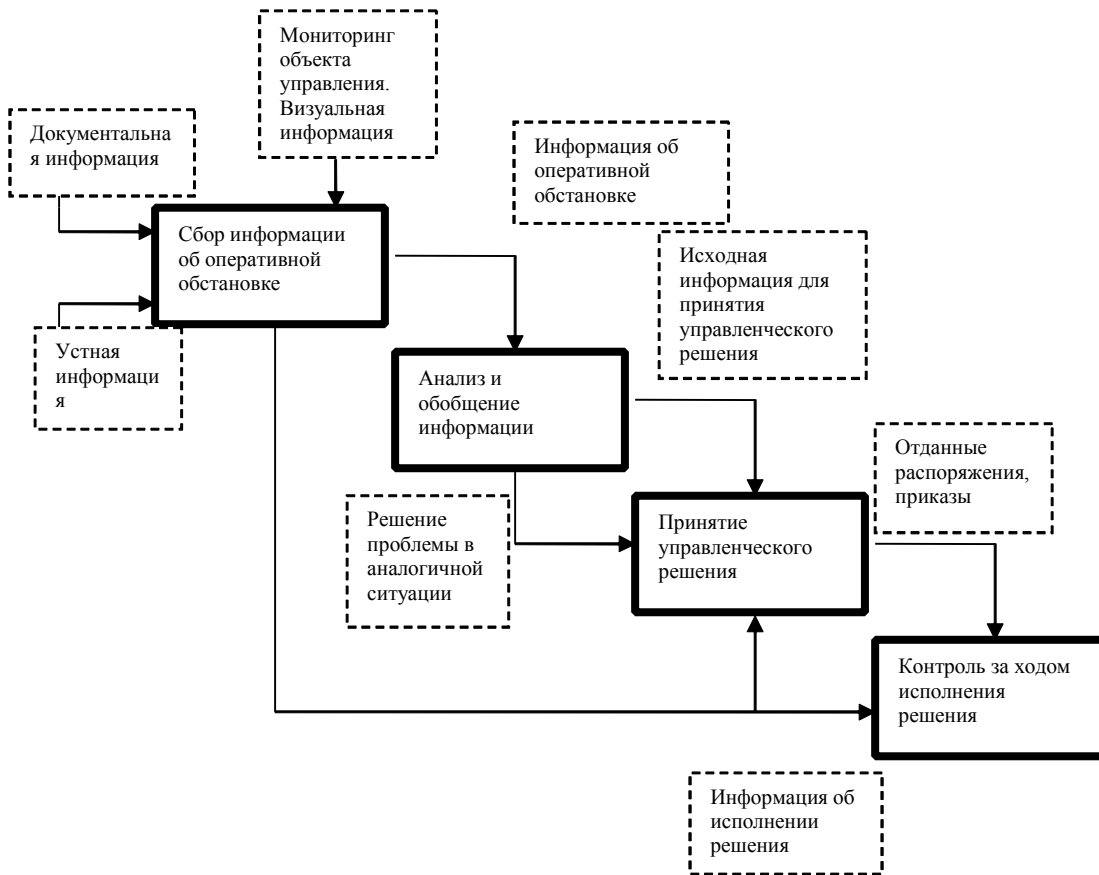 Мониторинг
объекта
управления.
Визуальная
информация
Документальна
я информация
Информация об
оперативной
обстановке
Сбор информации
об оперативной
обстановке
Исходная
информация для
принятия
управленческого
решения
Устная
информаци
я
Анализ и
обобщение
информации
Отданные
распоряжения,
приказы
Решение
проблемы в
аналогичной
ситуации
Принятие
управленческого
решения
Контроль за ходом
исполнения
решения
Информация об
исполнении
решения